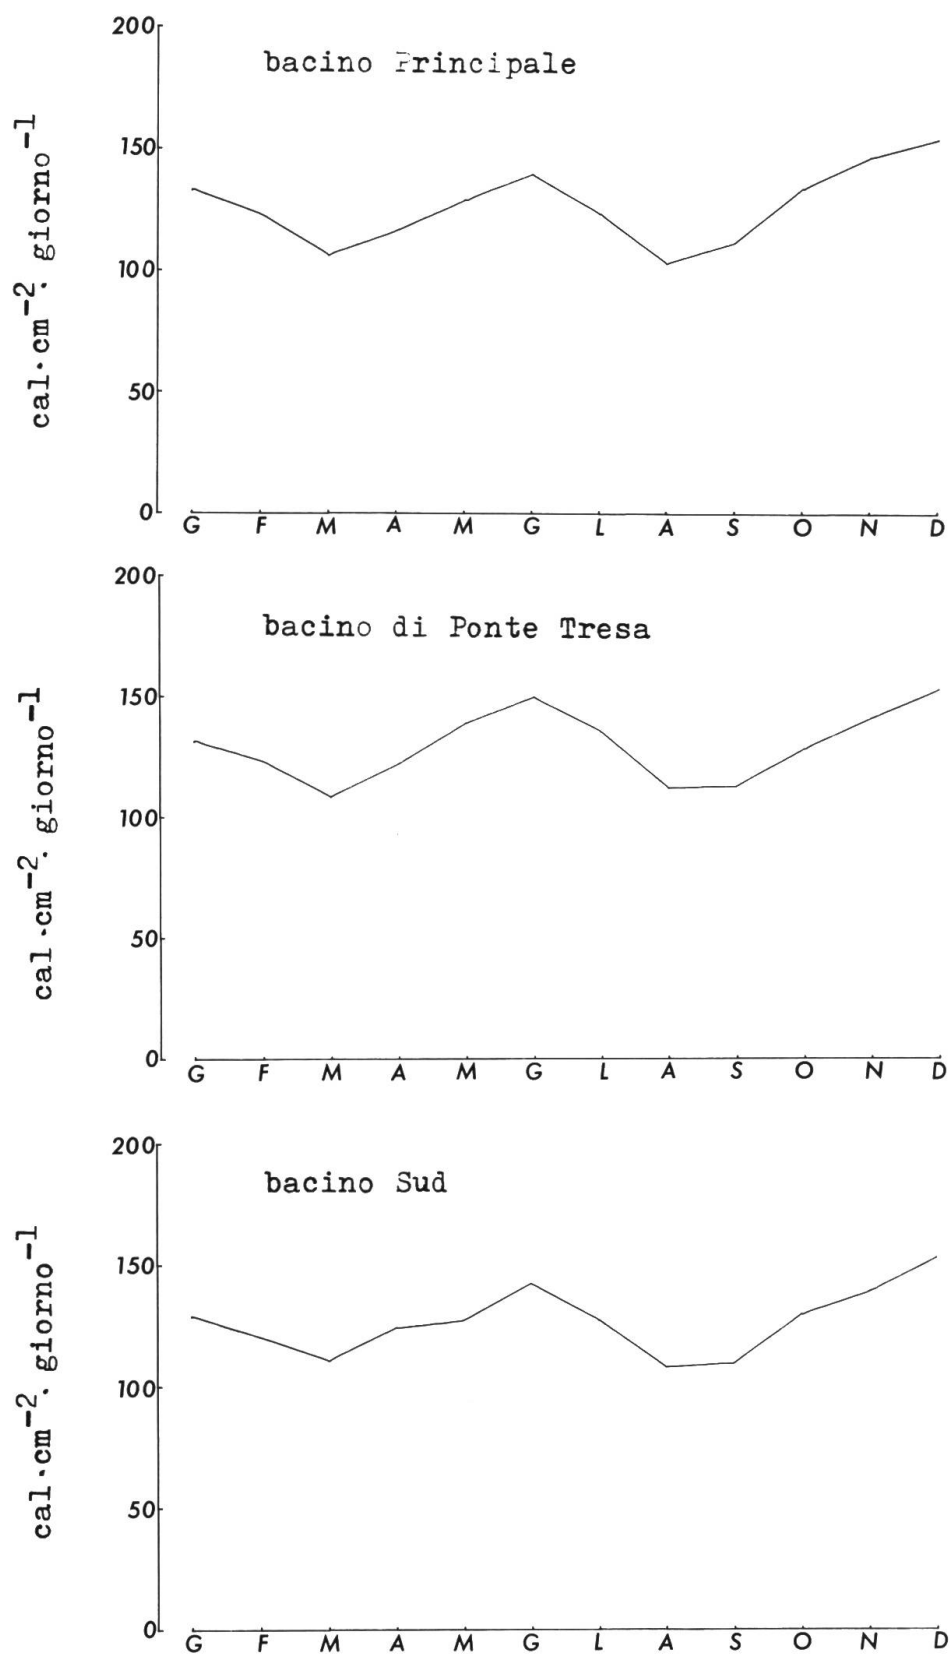 bacino Principale
cal·cm⁻²· giorno⁻¹
200
150
100
50
0
G F M A M G L A S O N D
bacino di Ponte Tresa
cal·cm⁻²· giorno⁻¹
200
150
100
50
0
G F M A M G L A S O N D
bacino Sud
cal·cm⁻²· giorno⁻¹
200
150
100
50
0
G F M A M G L A S O N D